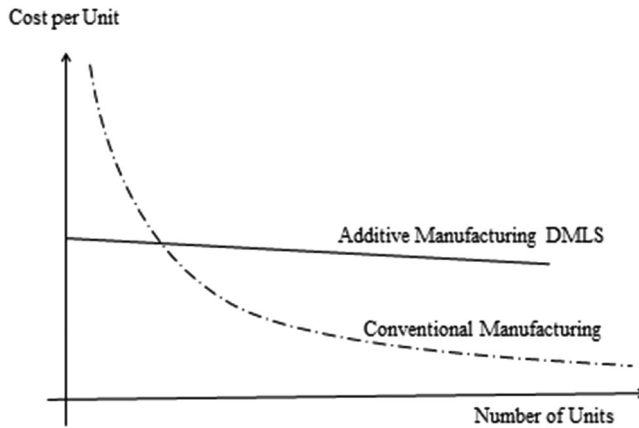 Cost per Unit
Additive Manufacturing DMLS
Conventional Manufacturing
Number of Units